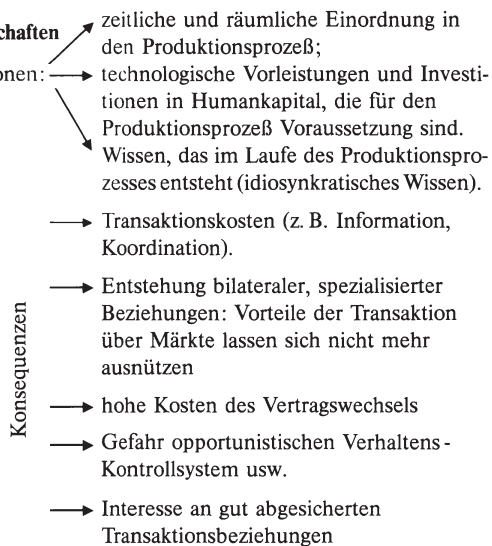 chaften
zeitliche und räumliche Einordnung in
den Produktionsprozeß;
onen:
technologische Vorleistungen und Investi-
tionen in Humankapital, die für den
Produktionsprozeß Voraussetzung sind.
Wissen, das im Laufe des Produktionspro-
zesses entsteht (idiosynkratisches Wissen).
Konsequenzen
Transaktionskosten (z. B. Information,
Koordination).
Entstehung bilateraler, spezialisierter
Beziehungen: Vorteile der Transaktion
über Märkte lassen sich nicht mehr
ausnützen
hohe Kosten des Vertragswechsels
Gefahr opportunistischen Verhaltens -
Kontrollsystem usw.
Interesse an gut abgesicherten
Transaktionsbeziehungen